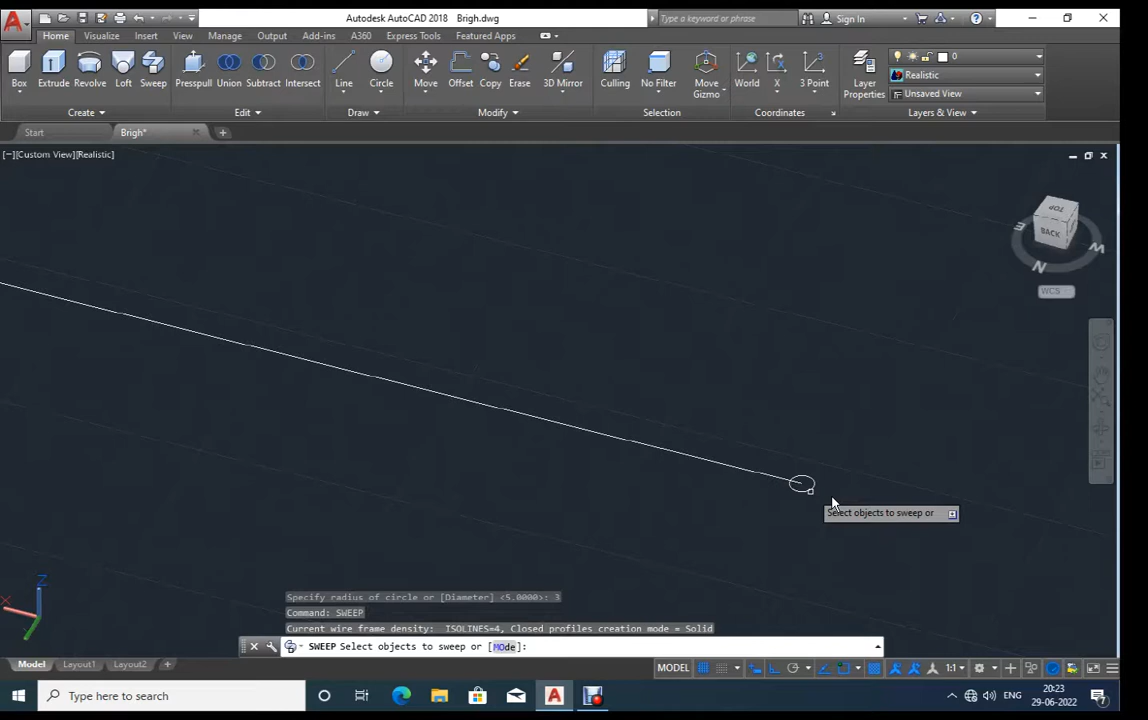 Autodesk AutoCAD 2018 Brigh.dwg
Type a keyword or phrase
Sign In
Home Visualize Insert View Manage Output Add-ins A360 Express Tools Featured Apps
Box Extrude Revolve Loft Sweep Presspull Union Subtract Intersect Line Circle Move Offset Copy Erase 3D Mirror Culling No Filter Move Gizmo World X 3 Point Layer Properties
0
Realistic
Unsaved View
Create Edit Draw Modify Selection Coordinates Layers & View
Start Brigh*
[−][Custom View][Realistic]
TOP
BACK
E
W
N
WCS
Select objects to sweep or
Z
X
Specify radius of circle or [Diameter] <5.0000>: 3
Command: SWEEP
Current wire frame density: ISOLINES=4, Closed profiles creation mode = Solid
SWEEP Select objects to sweep or [MOde]:
Model Layout1 Layout2
MODEL
1:1
Type here to search
A
ENG
20:23
29-06-2022
7